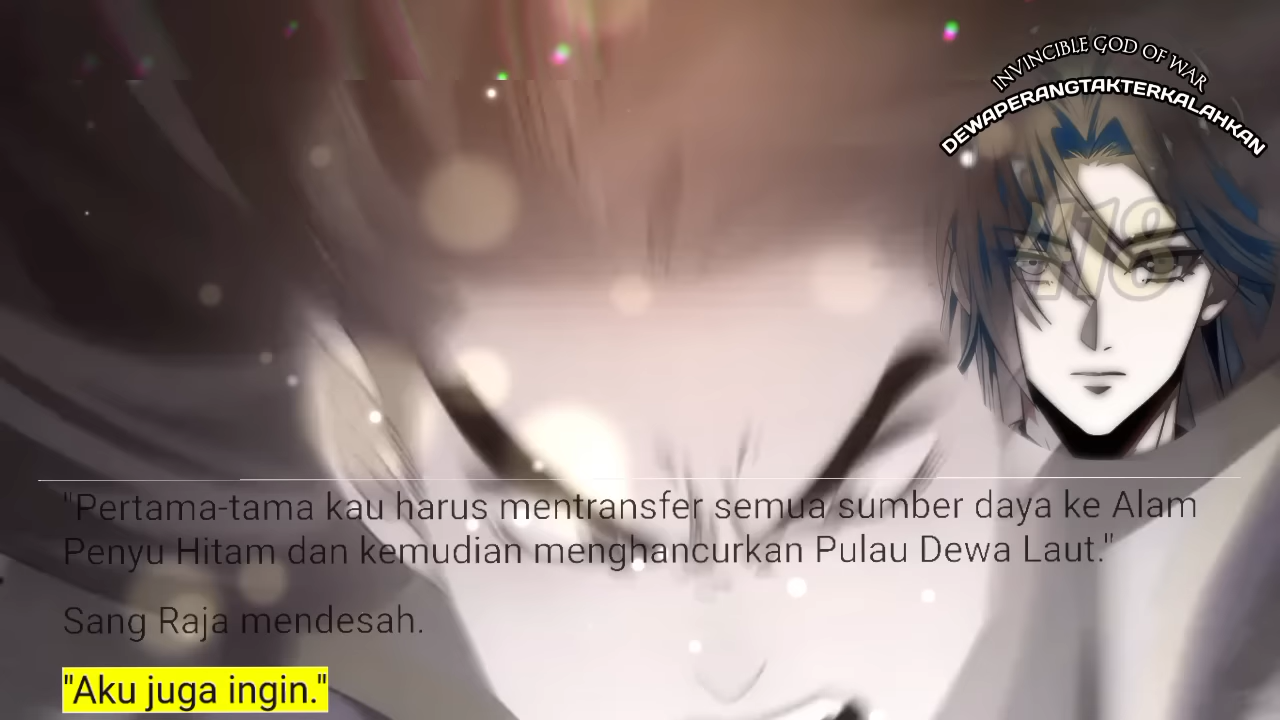 INVINCIBLE GOD OF WAR
DEWAPERANGTAKTERKALAHKAN
"Pertama-tama kau harus mentransfer semua sumber daya ke Alam
Penyu Hitam dan kemudian menghancurkan Pulau Dewa Laut."
Sang Raja mendesah.
"Aku juga ingin."